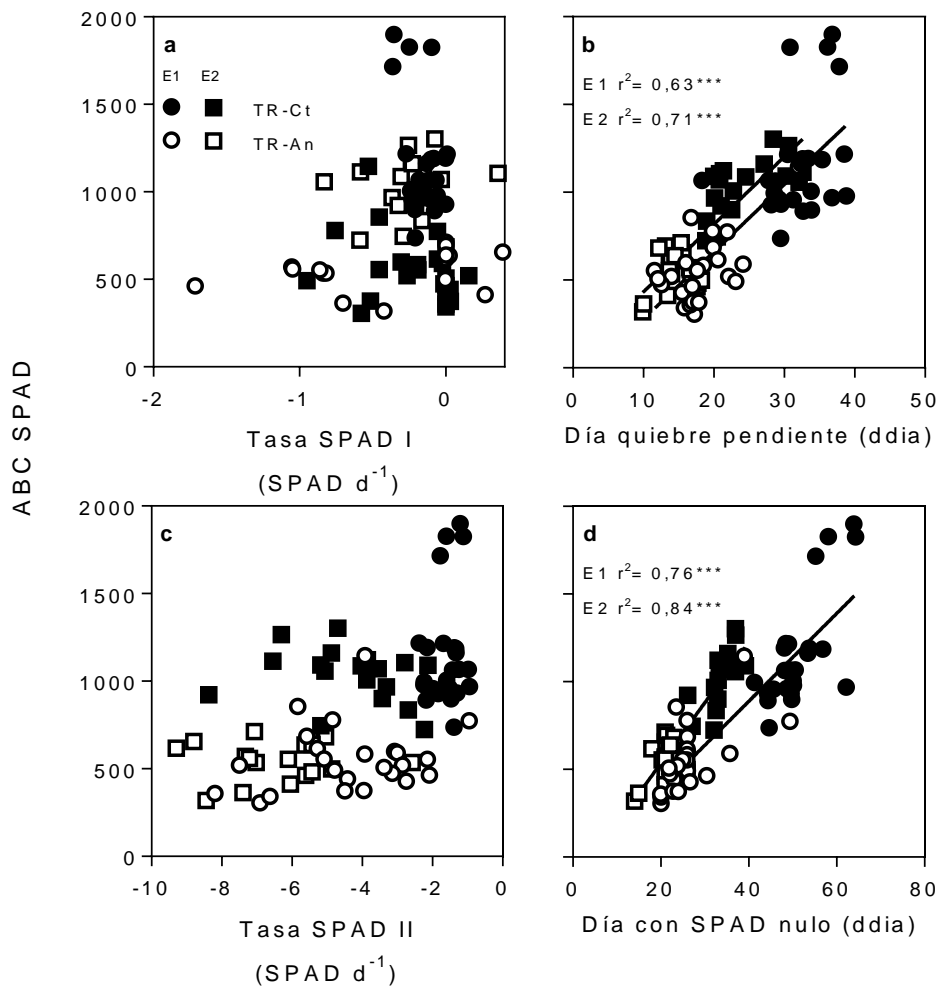 ABC SPAD
a
E1 E2
TR-Ct
TR-An
2000
1500
1000
500
0
-2 -1 0
Tasa SPAD I
(SPAD d-1)
b
E1 r2= 0,63***
E2 r2= 0,71***
0 10 20 30 40 50
Día quiebre pendiente (ddia)
c
2000
1500
1000
500
0
-10 -8 -6 -4 -2 0
Tasa SPAD II
(SPAD d-1)
d
E1 r2= 0,76***
E2 r2= 0,84***
0 20 40 60 80
Día con SPAD nulo (ddia)